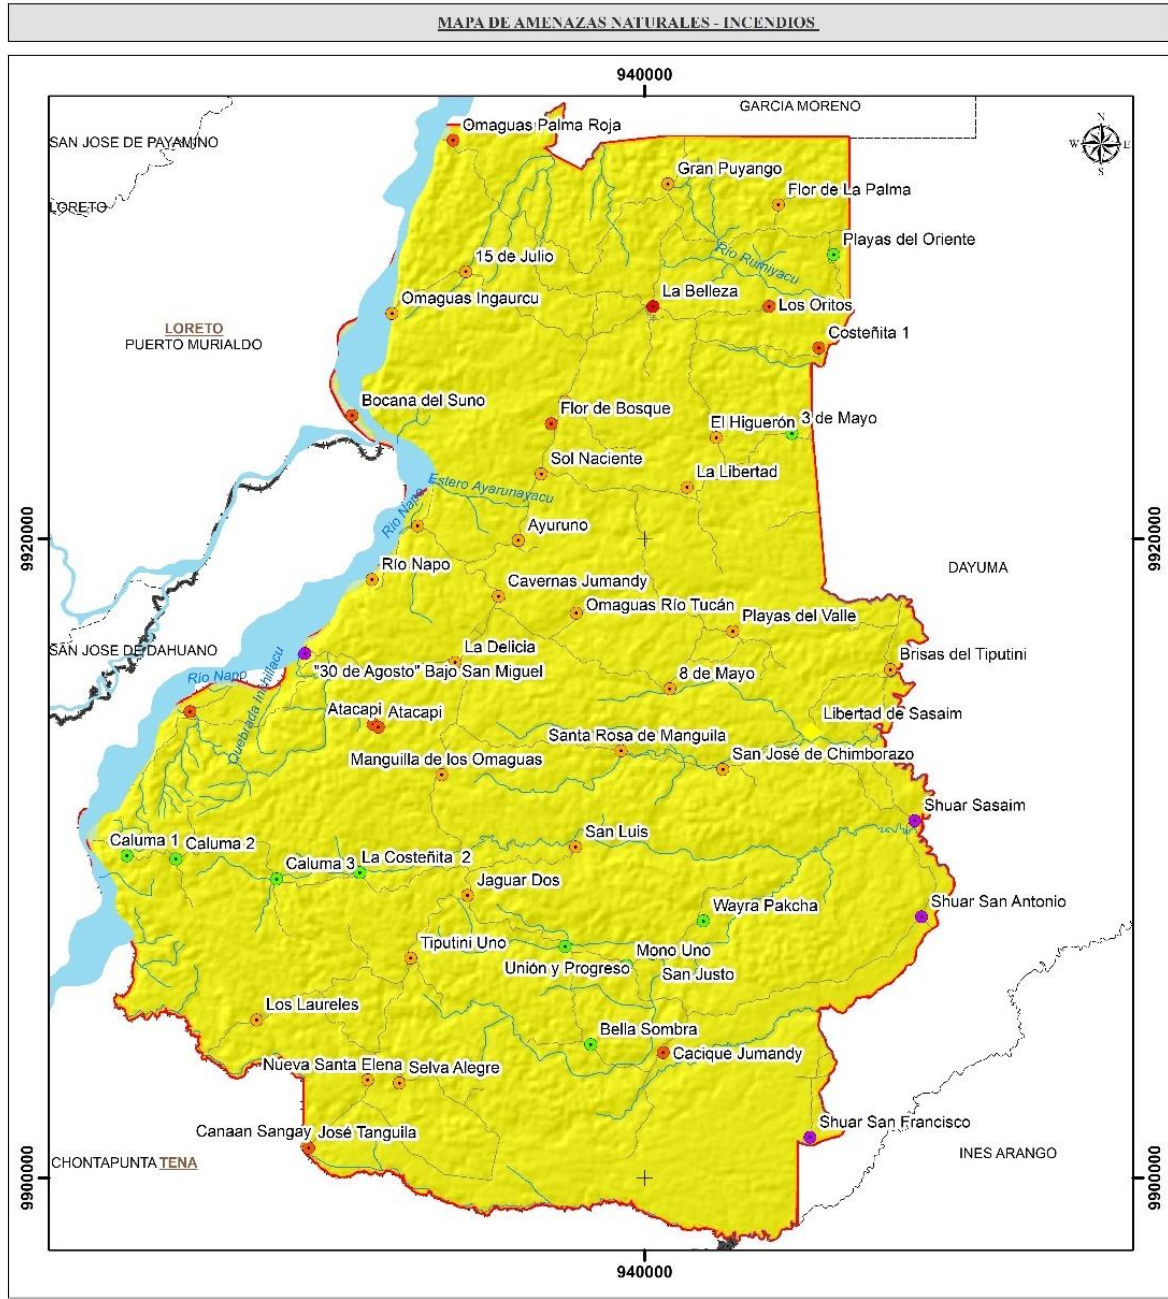 MAPA DE AMENAZAS NATURALES - INCENDIOS
940000
GARCIA MORENO
N
W
E
S
Omaguas Palma Roja
SAN JOSE DE PAYAMINO
Gran Puyango
Flor de La Palma
LORETO
Playas del Oriente
Río Rumiyacu
15 de Julio
La Belleza
Los Oritos
Omaguas Ingaurcu
LORETO
PUERTO MURIALDO
Costeñita 1
Bocana del Suno
Flor de Bosque
El Higuerón
3 de Mayo
Sol Naciente
La Libertad
Estero Ayarunayacu
Río Napo
Ayuruno
9920000
9920000
DAYUMA
Río Napo
Cavernas Jumandy
Omaguas Río Tucán
Playas del Valle
SAN JOSE DE DAHUANO
La Delicia
Brisas del Tiputini
"30 de Agosto" Bajo San Miguel
Río Napo
8 de Mayo
Quebrada Inchillacu
Atacapi
Atacapi
Libertad de Sasaim
Santa Rosa de Manguila
San José de Chimborazo
Manguilla de los Omaguas
Shuar Sasaim
Caluma 1
Caluma 2
San Luis
Caluma 3
La Costeñita 2
Jaguar Dos
Wayra Pakcha
Shuar San Antonio
Tiputini Uno
Mono Uno
Unión y Progreso
San Justo
Los Laureles
Bella Sombra
Cacique Jumandy
Nueva Santa Elena
Selva Alegre
Canaan Sangay
José Tanguila
Shuar San Francisco
CHONTAPUNTA
TENA
INES ARANGO
9900000
9900000
940000